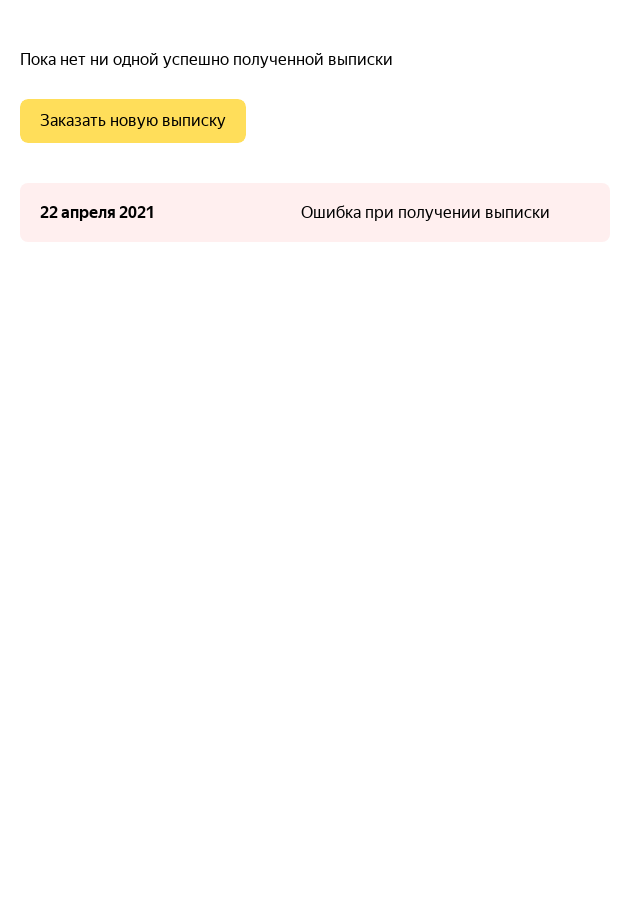 Пока нет ни одной успешно полученной выписки
Заказать новую выписку
22 апреля 2021 Ошибка при получении выписки